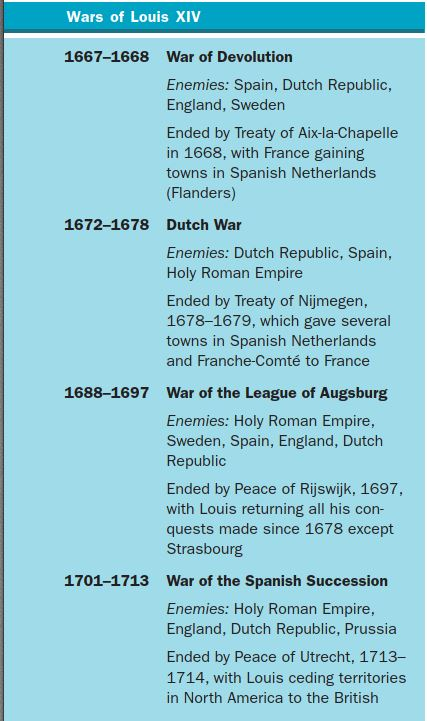 Wars of Louis XIV
1667–1668 War of Devolution
Enemies: Spain, Dutch Republic,
England, Sweden
Ended by Treaty of Aix-la-Chapelle
in 1668, with France gaining
towns in Spanish Netherlands
(Flanders)
1672–1678 Dutch War
Enemies: Dutch Republic, Spain,
Holy Roman Empire
Ended by Treaty of Nijmegen,
1678–1679, which gave several
towns in Spanish Netherlands
and Franche-Comté to France
1688–1697 War of the League of Augsburg
Enemies: Holy Roman Empire,
Sweden, Spain, England, Dutch
Republic
Ended by Peace of Rijswijk, 1697,
with Louis returning all his con-
quests made since 1678 except
Strasbourg
1701–1713 War of the Spanish Succession
Enemies: Holy Roman Empire,
England, Dutch Republic, Prussia
Ended by Peace of Utrecht, 1713–
1714, with Louis ceding territories
in North America to the British